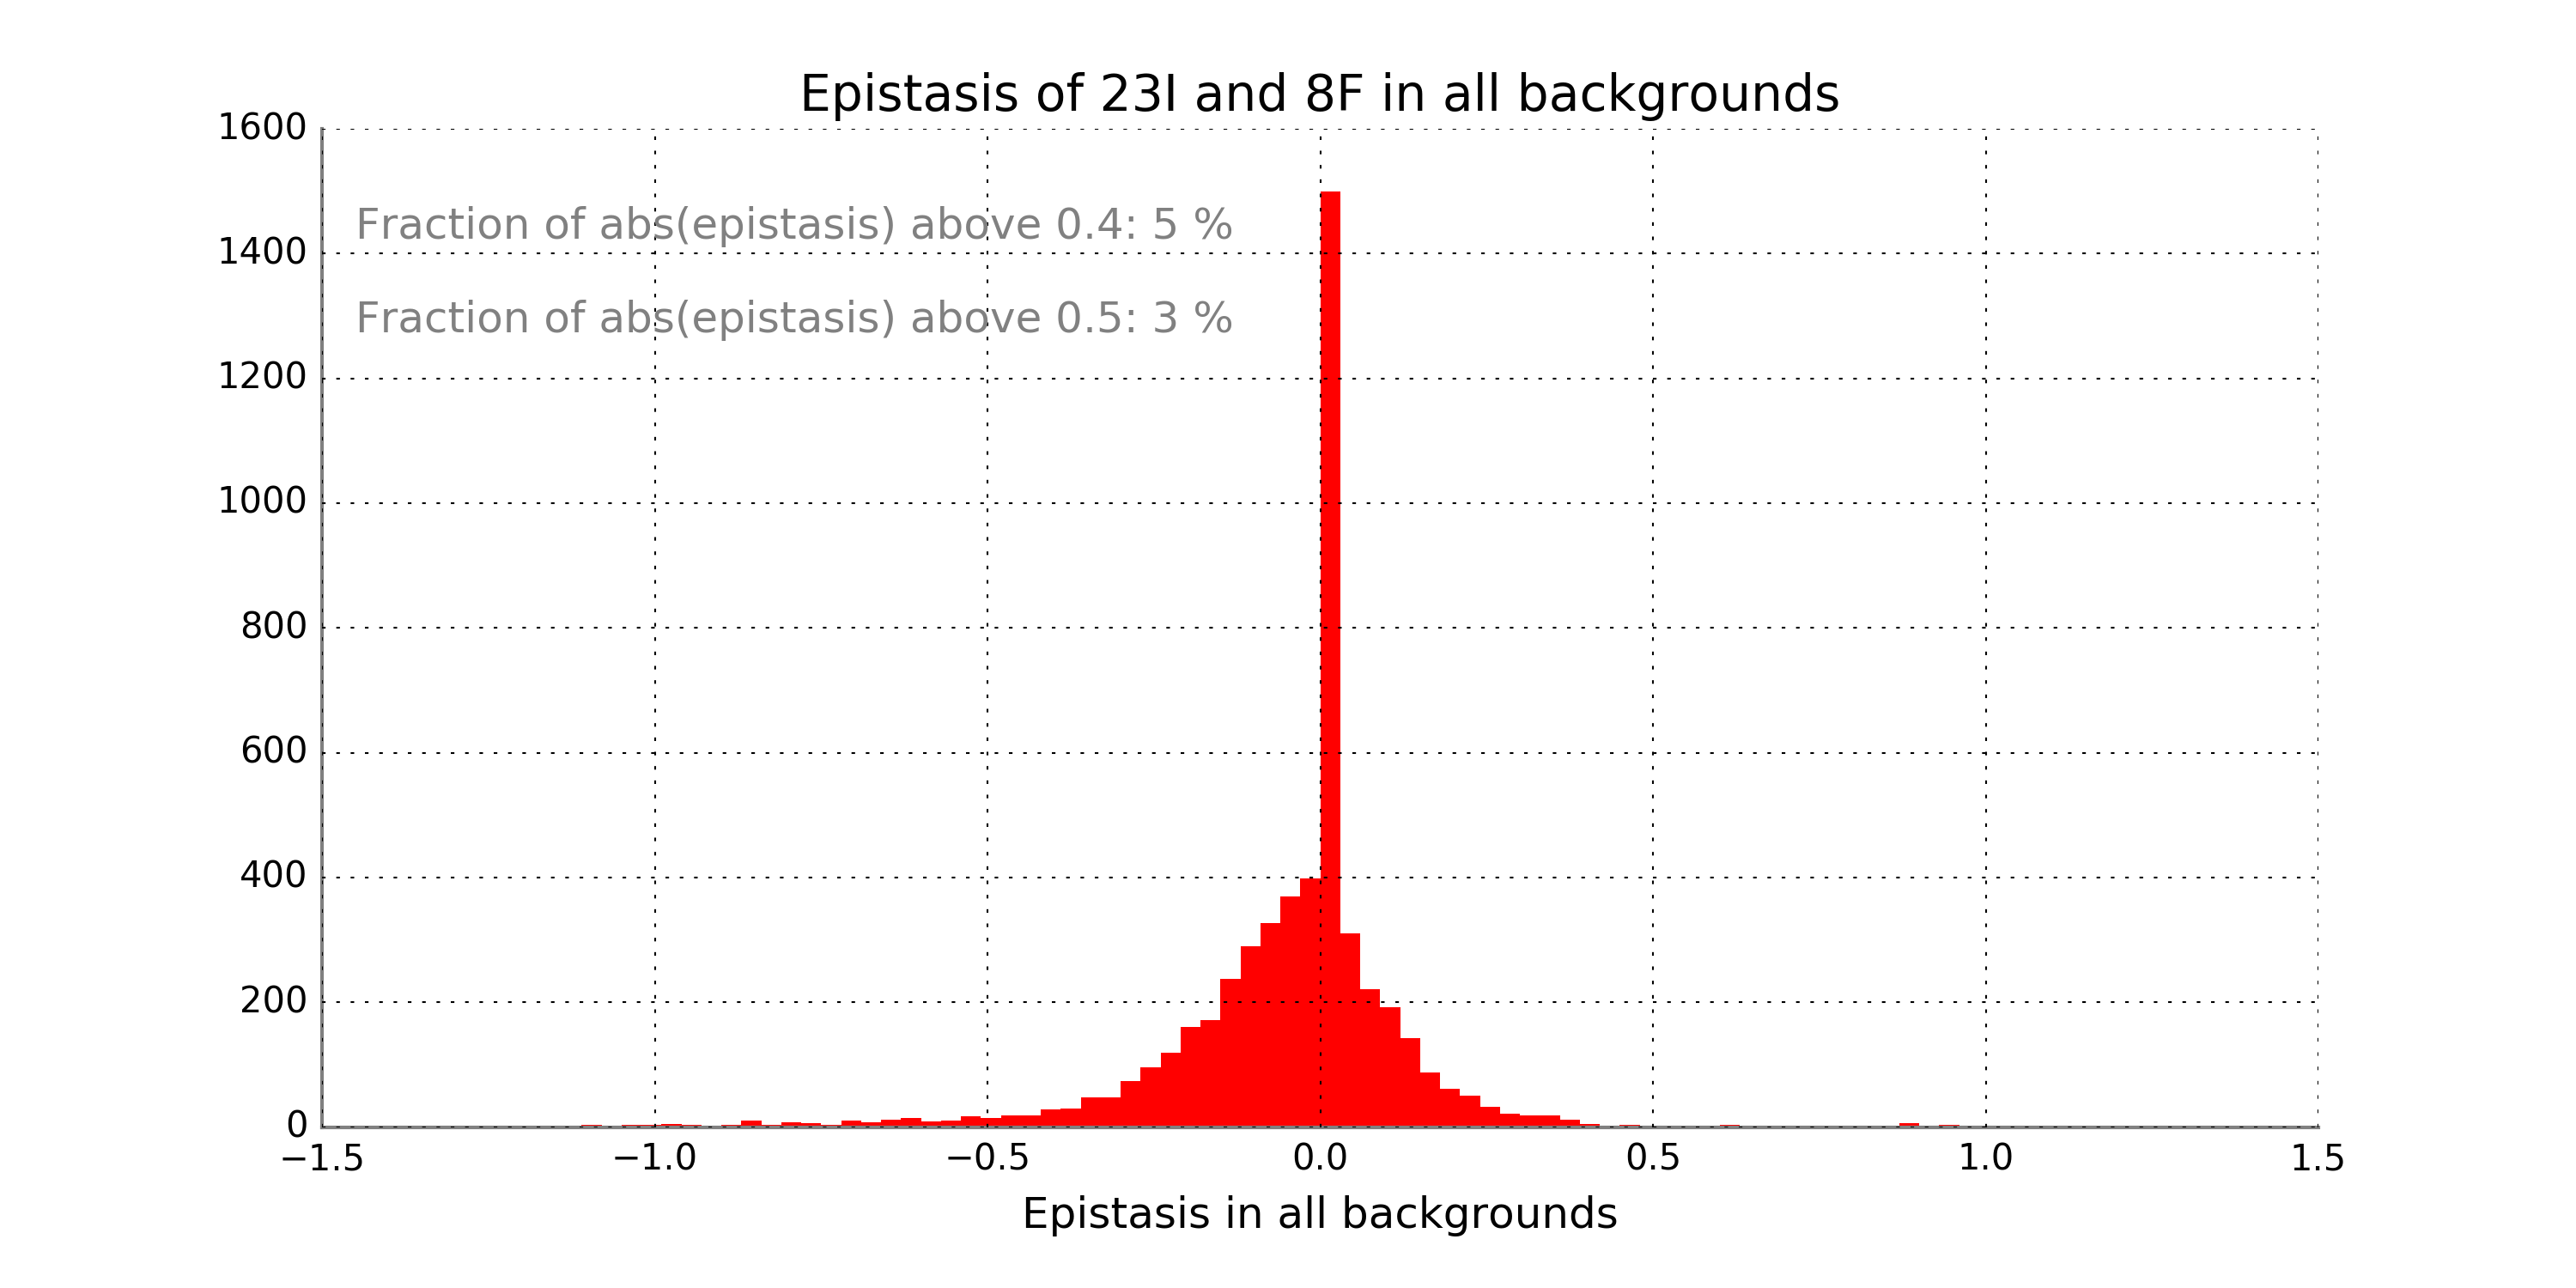 Epistasis of 23I and 8F in all backgrounds
1600
Fraction of abs(epistasis) above 0.4: 5 %
1400
Fraction of abs(epistasis) above 0.5: 3 %
1200
1000
800
600
400
200
0
−1.5 −1.0 −0.5 0.0 0.5 1.0 1.5
Epistasis in all backgrounds